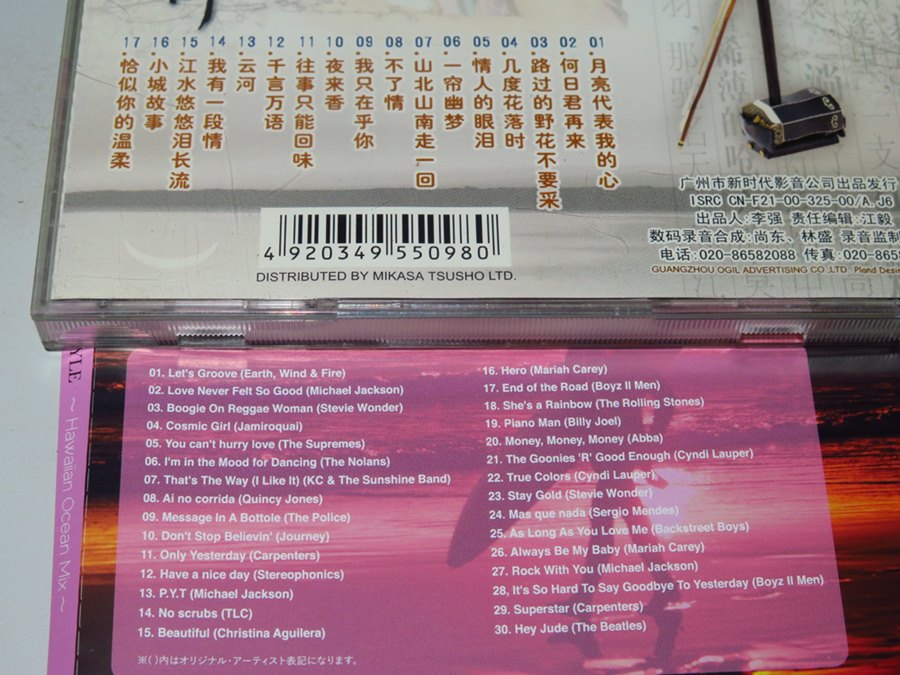 01 · 月亮代表我的心
02 · 何日君再来
03 · 路过的野花不要采
04 · 几度花落时
05 · 情人的眼泪
06 · 一帘幽梦
07 · 山北山南走一回
08 · 不了情
09 · 我只在乎你
10 · 夜来香
11 · 往事只能回味
12 · 千言万语
13 · 云河
14 · 我有一段情
15 · 江水悠悠泪长流
16 · 小城故事
17 · 恰似你的温柔
广州市新时代影音公司出品发行
ISRC CN-F21-00-325-00/A.J6
出品人:李强 责任编辑:江毅
数码录音合成:尚东、林盛 录音监制
电话:020-86582088 传真:020-865
GUANGZHOU OGIL ADVERTISING CO.,LTD. Pland Desi
4 920349 550980
DISTRIBUTED BY MIKASA TSUSHO LTD.
YLE ~ Hawaiian Ocean Mix ~
01. Let's Groove (Earth, Wind & Fire)
02. Love Never Felt So Good (Michael Jackson)
03. Boogie On Reggae Woman (Stevie Wonder)
04. Cosmic Girl (Jamiroquai)
05. You can't hurry love (The Supremes)
06. I'm in the Mood for Dancing (The Nolans)
07. That's The Way (I Like It) (KC & The Sunshine Band)
08. Ai no corrida (Quincy Jones)
09. Message In A Bottole (The Police)
10. Don't Stop Believin' (Journey)
11. Only Yesterday (Carpenters)
12. Have a nice day (Stereophonics)
13. P.Y.T (Michael Jackson)
14. No scrubs (TLC)
15. Beautiful (Christina Aguilera)
16. Hero (Mariah Carey)
17. End of the Road (Boyz II Men)
18. She's a Rainbow (The Rolling Stones)
19. Piano Man (Billy Joel)
20. Money, Money, Money (Abba)
21. The Goonies 'R' Good Enough (Cyndi Lauper)
22. True Colors (Cyndi Lauper)
23. Stay Gold (Stevie Wonder)
24. Mas que nada (Sergio Mendes)
25. As Long As You Love Me (Backstreet Boys)
26. Always Be My Baby (Mariah Carey)
27. Rock With You (Michael Jackson)
28, It's So Hard To Say Goodbye To Yesterday (Boyz II Men)
29. Superstar (Carpenters)
30. Hey Jude (The Beatles)
※( )内はオリジナル・アーティスト表記になります。